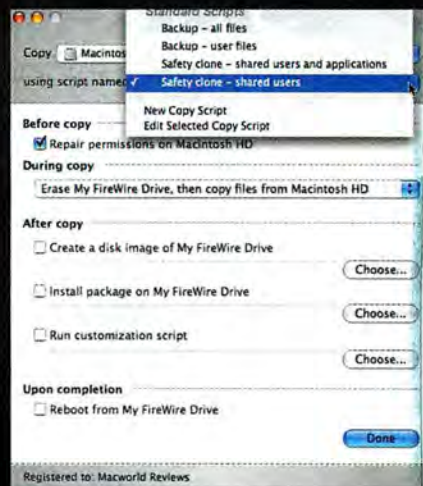 Standard Scripts
Backup – all files
Backup – user files
Safety clone – shared users and applications
✓ Safety clone – shared users
New Copy Script
Edit Selected Copy Script
Copy Macintos
using script named
Before copy
Repair permissions on Macintosh HD
During copy
Erase My FireWire Drive, then copy files from Macintosh HD
After copy
Create a disk image of My FireWire Drive
Choose...
Install package on My FireWire Drive
Choose...
Run customization script
Choose...
Upon completion
Reboot from My FireWire Drive
Done
Registered to: Macworld Reviews